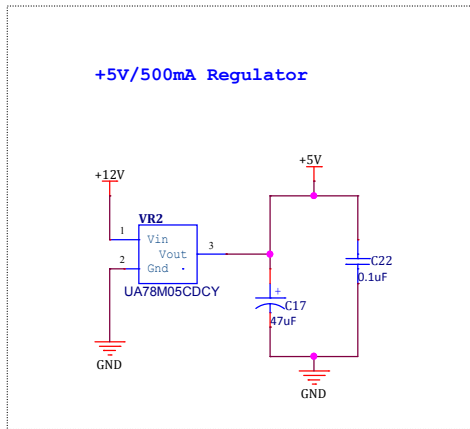 +5V/500mA Regulator
+12V
+5V
VR2
1
Vin
Vout
3
2
Gnd
UA78M05CDCY
C22
0.1uF
+
C17
47uF
GND
GND